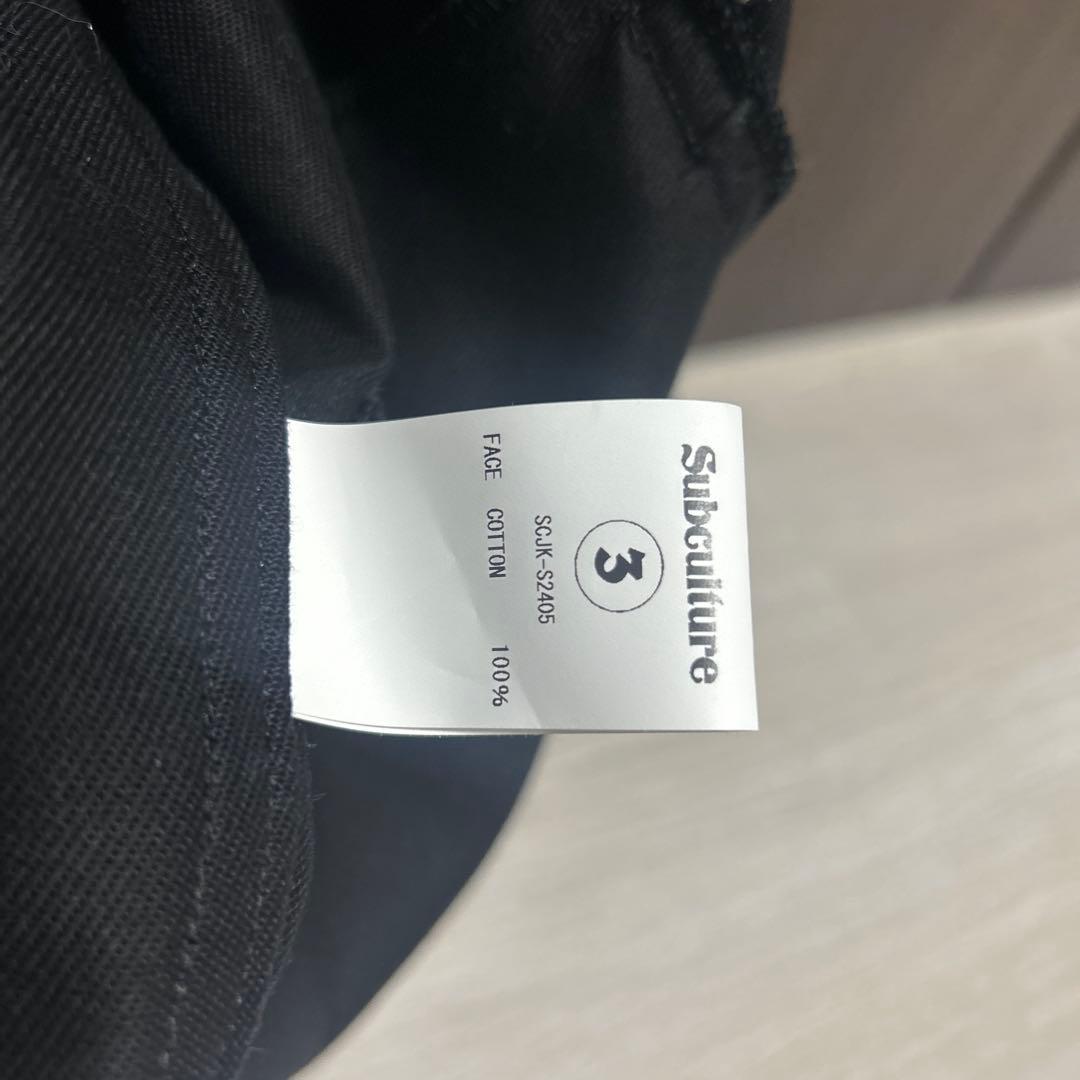 Subculture
3
SCJK-S2405
FACE COTTON 100%